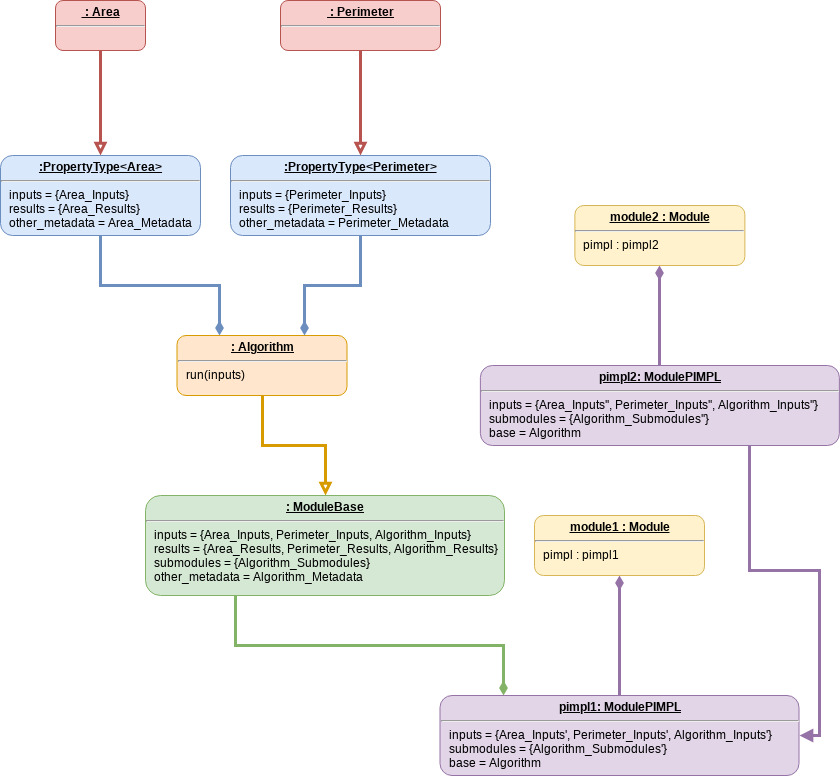 : Area
: Perimeter
:PropertyType<Area>
inputs = {Area_Inputs}
results = {Area_Results}
other_metadata = Area_Metadata
:PropertyType<Perimeter>
inputs = {Perimeter_Inputs}
results = {Perimeter_Results}
other_metadata = Perimeter_Metadata
module2 : Module
pimpl : pimpl2
: Algorithm
run(inputs)
pimpl2: ModulePIMPL
inputs = {Area_Inputs", Perimeter_Inputs", Algorithm_Inputs"}
submodules = {Algorithm_Submodules"}
base = Algorithm
: ModuleBase
inputs = {Area_Inputs, Perimeter_Inputs, Algorithm_Inputs}
results = {Area_Results, Perimeter_Results, Algorithm_Results}
submodules = {Algorithm_Submodules}
other_metadata = Algorithm_Metadata
module1 : Module
pimpl : pimpl1
pimpl1: ModulePIMPL
inputs = {Area_Inputs', Perimeter_Inputs', Algorithm_Inputs'}
submodules = {Algorithm_Submodules'}
base = Algorithm